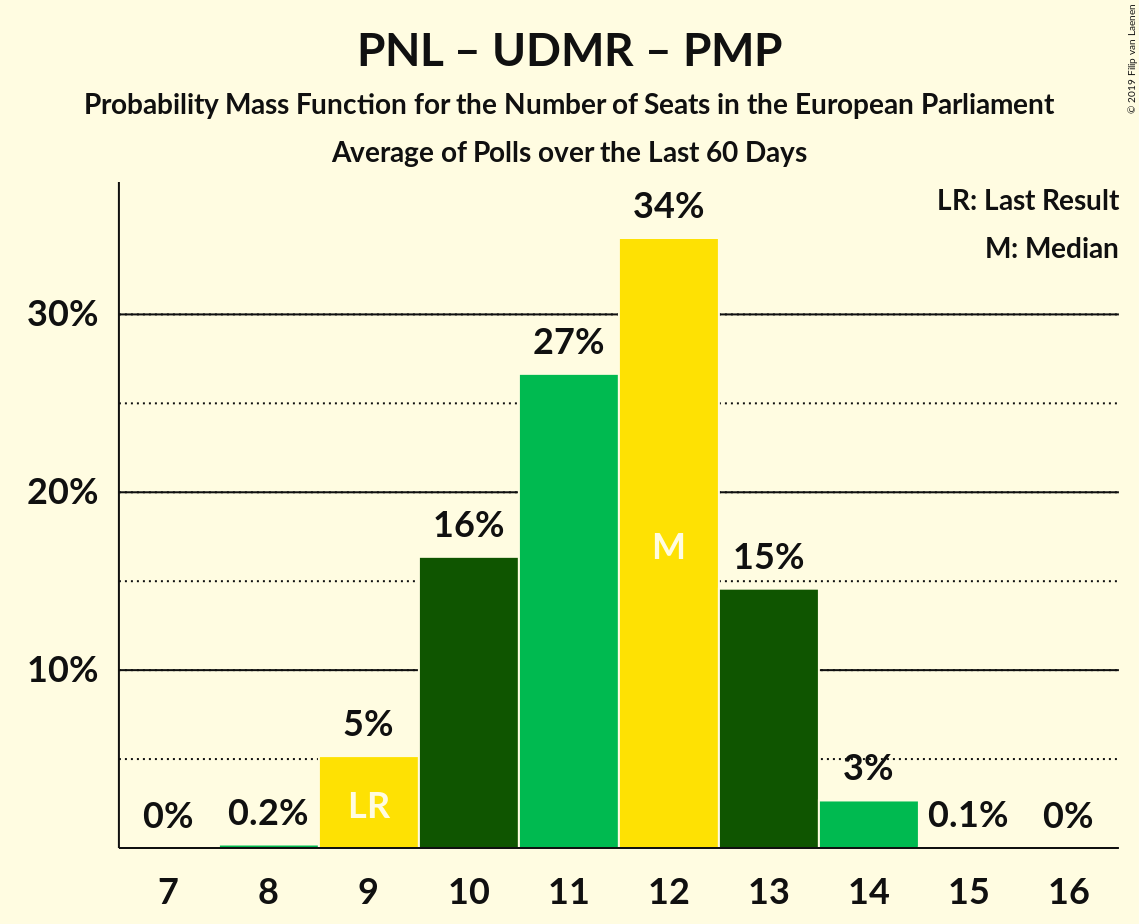 PNL – UDMR – PMP
Probability Mass Function for the Number of Seats in the European Parliament
Average of Polls over the Last 60 Days
© 2019 Filip van Laenen
LR: Last Result
M: Median
34%
30%
27%
20%
16%
M
15%
10%
5%
3%
LR
0%
0.2%
0.1%
0%
7 8 9 10 11 12 13 14 15 16